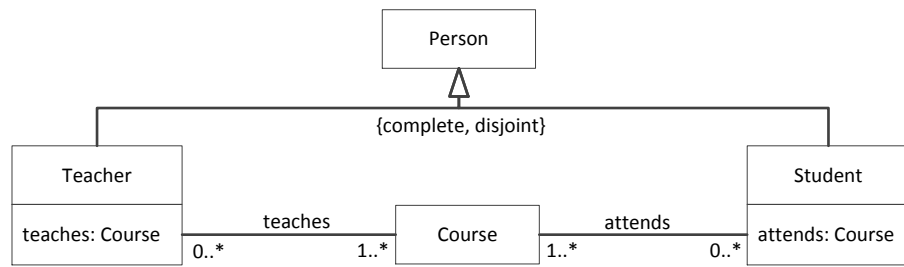 Person
{complete, disjoint}
Teacher
Student
teaches: Course
teaches
Course
attends
attends: Course
0..*
1..*
1..*
0..*